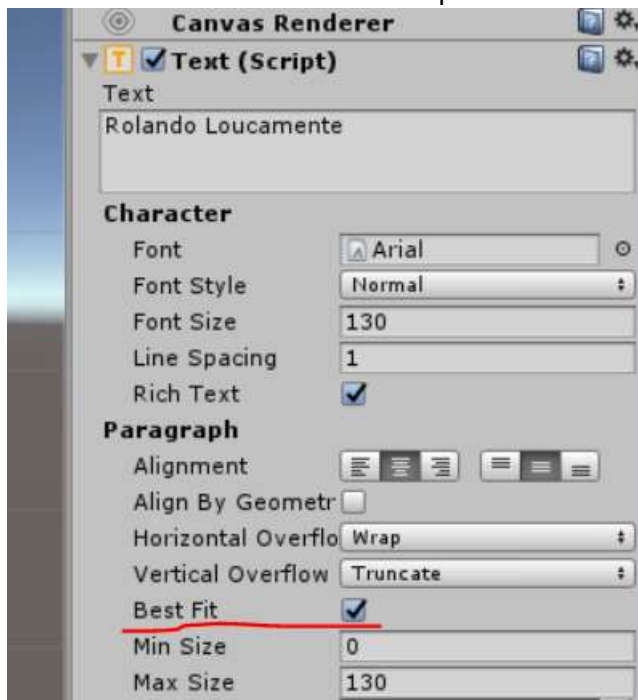 Canvas Renderer
T Text (Script)
Text
Rolando Loucamente
Character
Font Arial
Font Style Normal
Font Size 130
Line Spacing 1
Rich Text
Paragraph
Alignment
Align By Geometr
Horizontal Overflo Wrap
Vertical Overflow Truncate
Best Fit
Min Size 0
Max Size 130